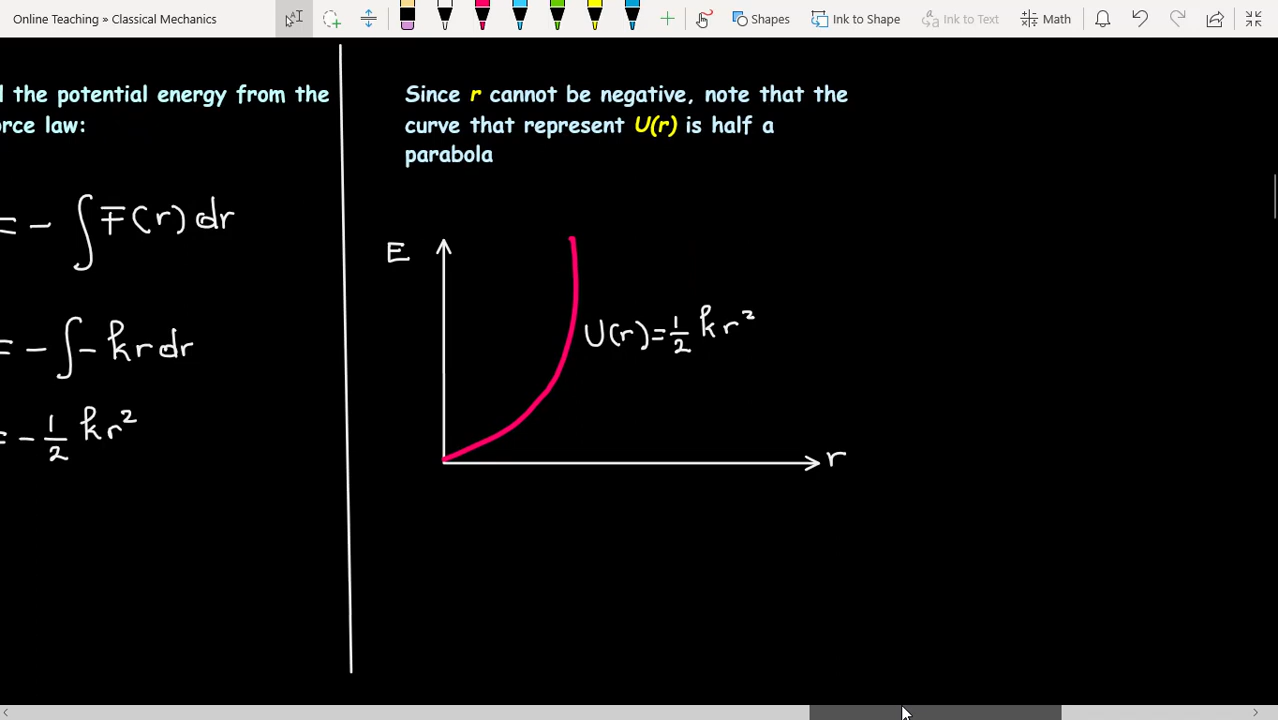 Online Teaching » Classical Mechanics
Shapes
Ink to Shape
Ink to Text
Math
the potential energy from the
orce law:
= - ∫ F(r) dr
= - ∫ - kr dr
= - 1/2 kr²
Since r cannot be negative, note that the
curve that represent U(r) is half a
parabola
E
U(r) = 1/2 kr²
r